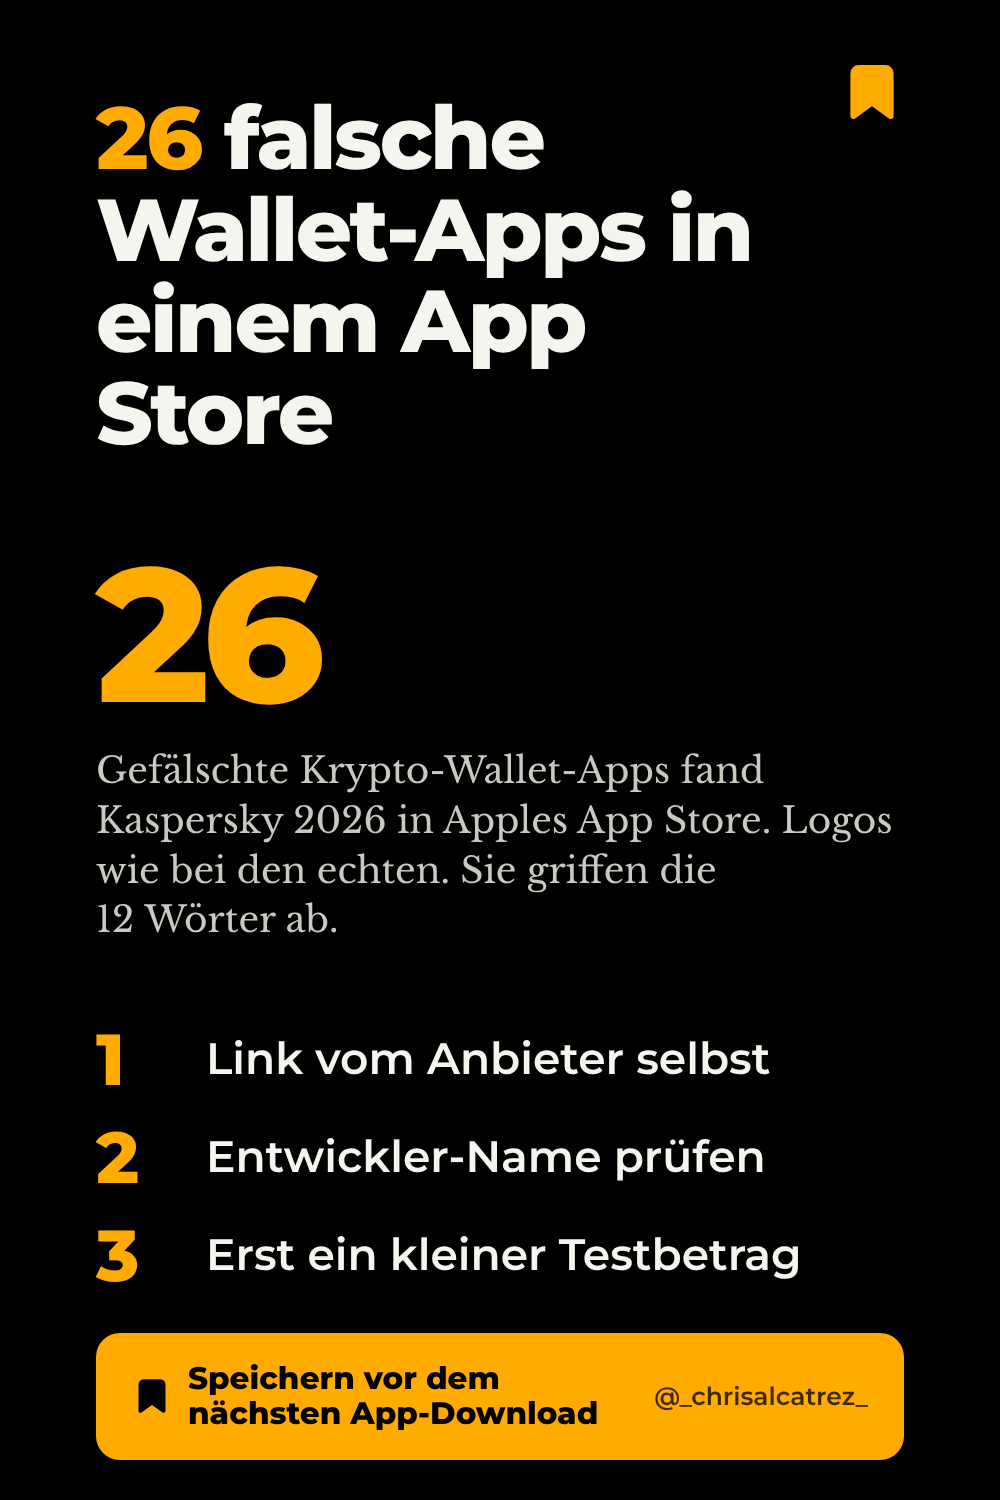 26 falsche
Wallet-Apps in
einem App
Store
26
Gefälschte Krypto-Wallet-Apps fand
Kaspersky 2026 in Apples App Store. Logos
wie bei den echten. Sie griffen die
12 Wörter ab.
1 Link vom Anbieter selbst
2 Entwickler-Name prüfen
3 Erst ein kleiner Testbetrag
Speichern vor dem
nächsten App-Download
@_chrisalcatrez_